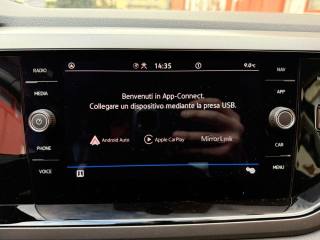 RADIO
MEDIA
PHONE
VOICE
14:35
9.0°C
Benvenuti in App-Connect.
Collegare un dispositivo mediante la presa USB.
Android Auto
Apple CarPlay
MirrorLink
NAV
APP
CAR
MENU